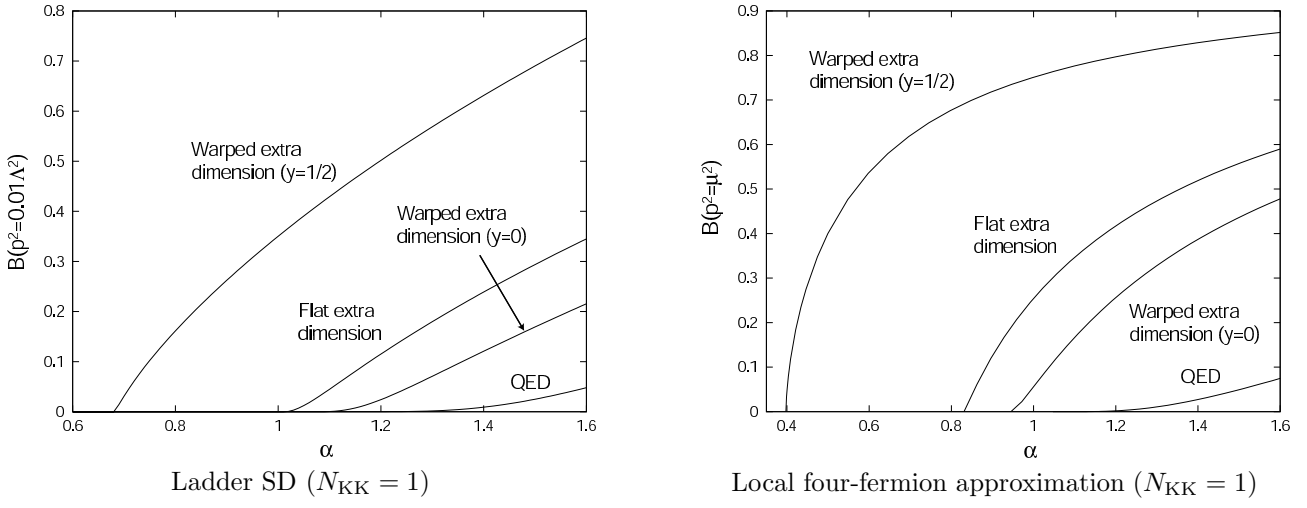 0.8
0.7
0.6
0.5
0.4
0.3
0.2
0.1
0
B(p²=0.01Λ²)
Warped extra
dimension (y=1/2)
Warped extra
dimension (y=0)
Flat extra
dimension
QED
0.6 0.8 1 1.2 1.4 1.6
α
Ladder SD (N_KK = 1)
0.9
0.8
0.7
0.6
0.5
0.4
0.3
0.2
0.1
0
B(p²=μ²)
Warped extra
dimension (y=1/2)
Flat extra
dimension
Warped extra
dimension (y=0)
QED
0.4 0.6 0.8 1 1.2 1.4 1.6
α
Local four-fermion approximation (N_KK = 1)